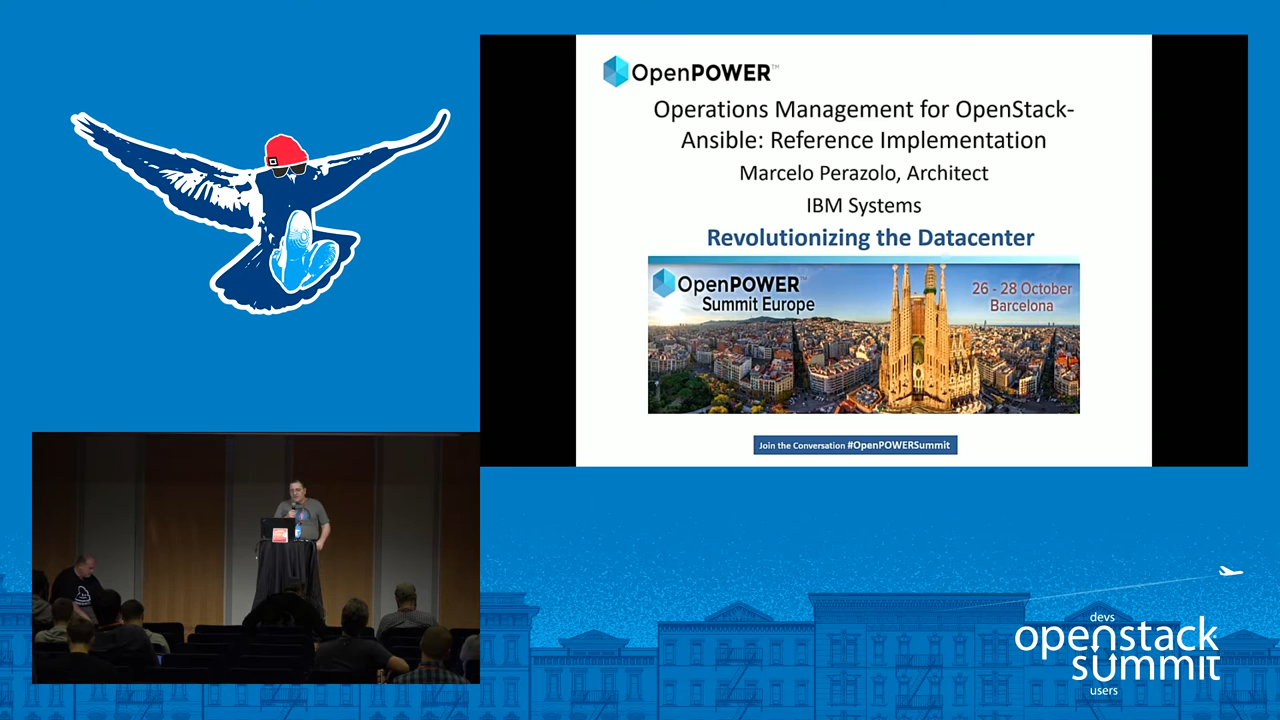 OpenPOWER™
Operations Management for OpenStack-
Ansible: Reference Implementation
Marcelo Perazolo, Architect
IBM Systems
Revolutionizing the Datacenter
OpenPOWER™
Summit Europe
26 - 28 October
Barcelona
Join the Conversation #OpenPOWERSummit
devs
openstack
summit
users